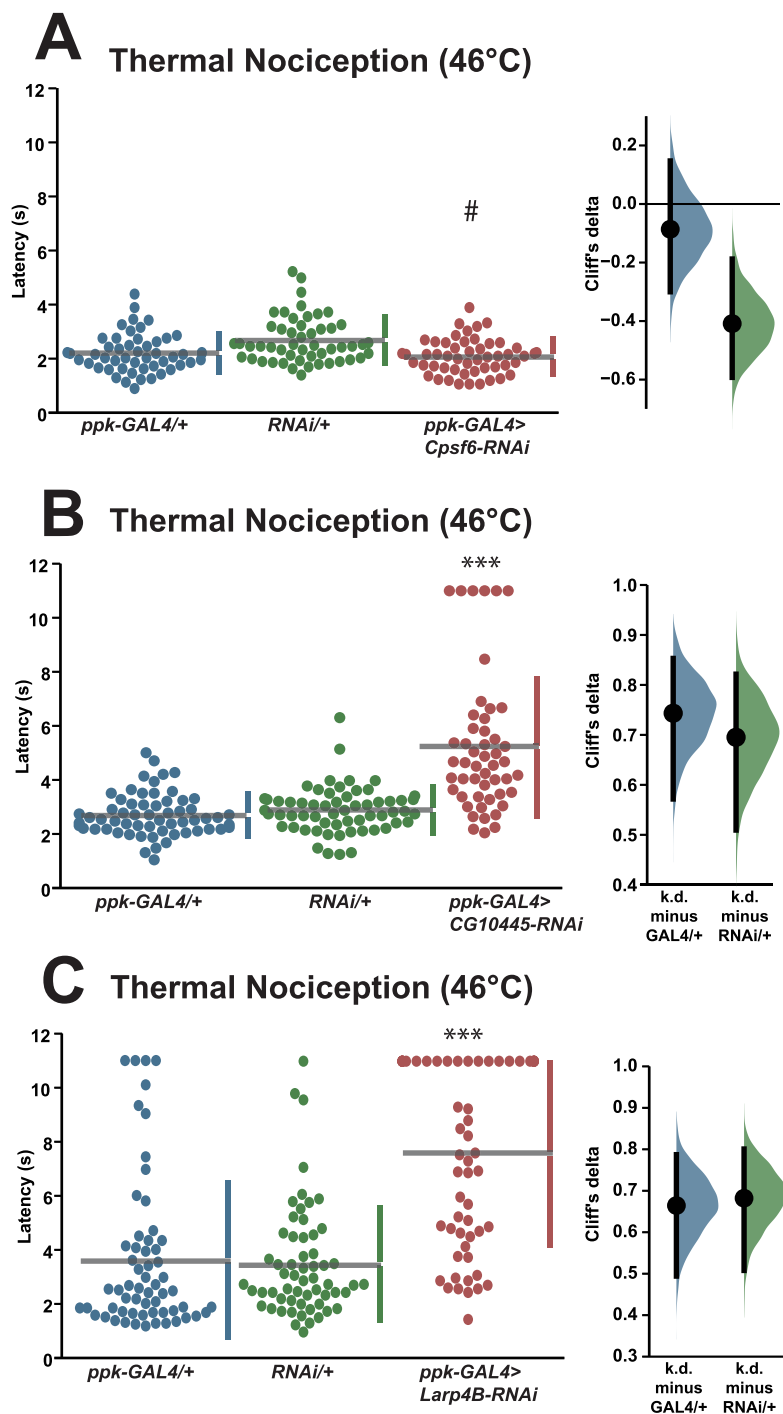 A
Thermal Nociception (46°C)
12
10
8
6
4
2
0
Latency (s)
#
ppk-GAL4/+
RNAi/+
ppk-GAL4>
Cpsf6-RNAi
0.2
0.0
−0.2
−0.4
−0.6
Cliff's delta
B
Thermal Nociception (46°C)
12
10
8
6
4
2
0
Latency (s)
***
ppk-GAL4/+
RNAi/+
ppk-GAL4>
CG10445-RNAi
1.0
0.9
0.8
0.7
0.6
0.5
0.4
Cliff's delta
k.d.
minus
GAL4/+
k.d.
minus
RNAi/+
C
Thermal Nociception (46°C)
12
10
8
6
4
2
0
Latency (s)
***
ppk-GAL4/+
RNAi/+
ppk-GAL4>
Larp4B-RNAi
1.0
0.9
0.8
0.7
0.6
0.5
0.4
0.3
Cliff's delta
k.d.
minus
GAL4/+
k.d.
minus
RNAi/+